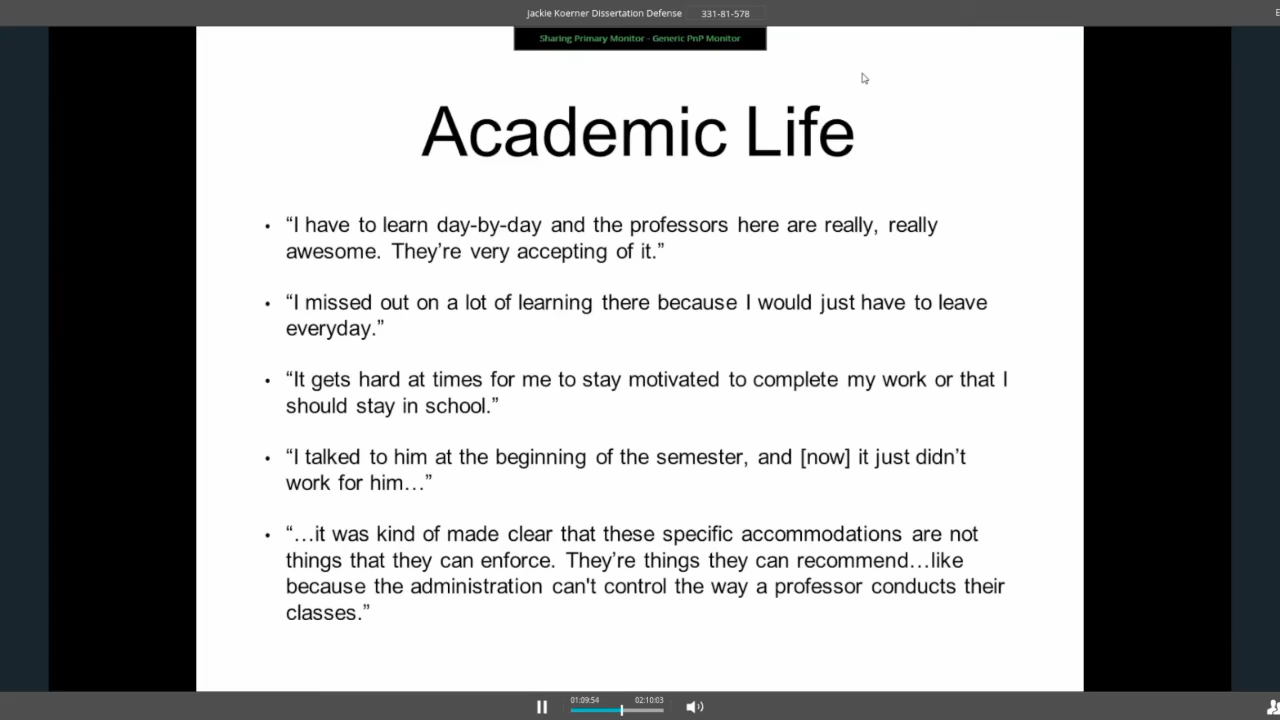 Jackie Koerner Dissertation Defense 331-81-578
E
Sharing Primary Monitor - Generic PnP Monitor
Academic Life
• “I have to learn day-by-day and the professors here are really, really
awesome. They’re very accepting of it.”
• “I missed out on a lot of learning there because I would just have to leave
everyday.”
• “It gets hard at times for me to stay motivated to complete my work or that I
should stay in school.”
• “I talked to him at the beginning of the semester, and [now] it just didn’t
work for him…”
• “…it was kind of made clear that these specific accommodations are not
things that they can enforce. They’re things they can recommend…like
because the administration can't control the way a professor conducts their
classes.”
01:09:54 02:10:03